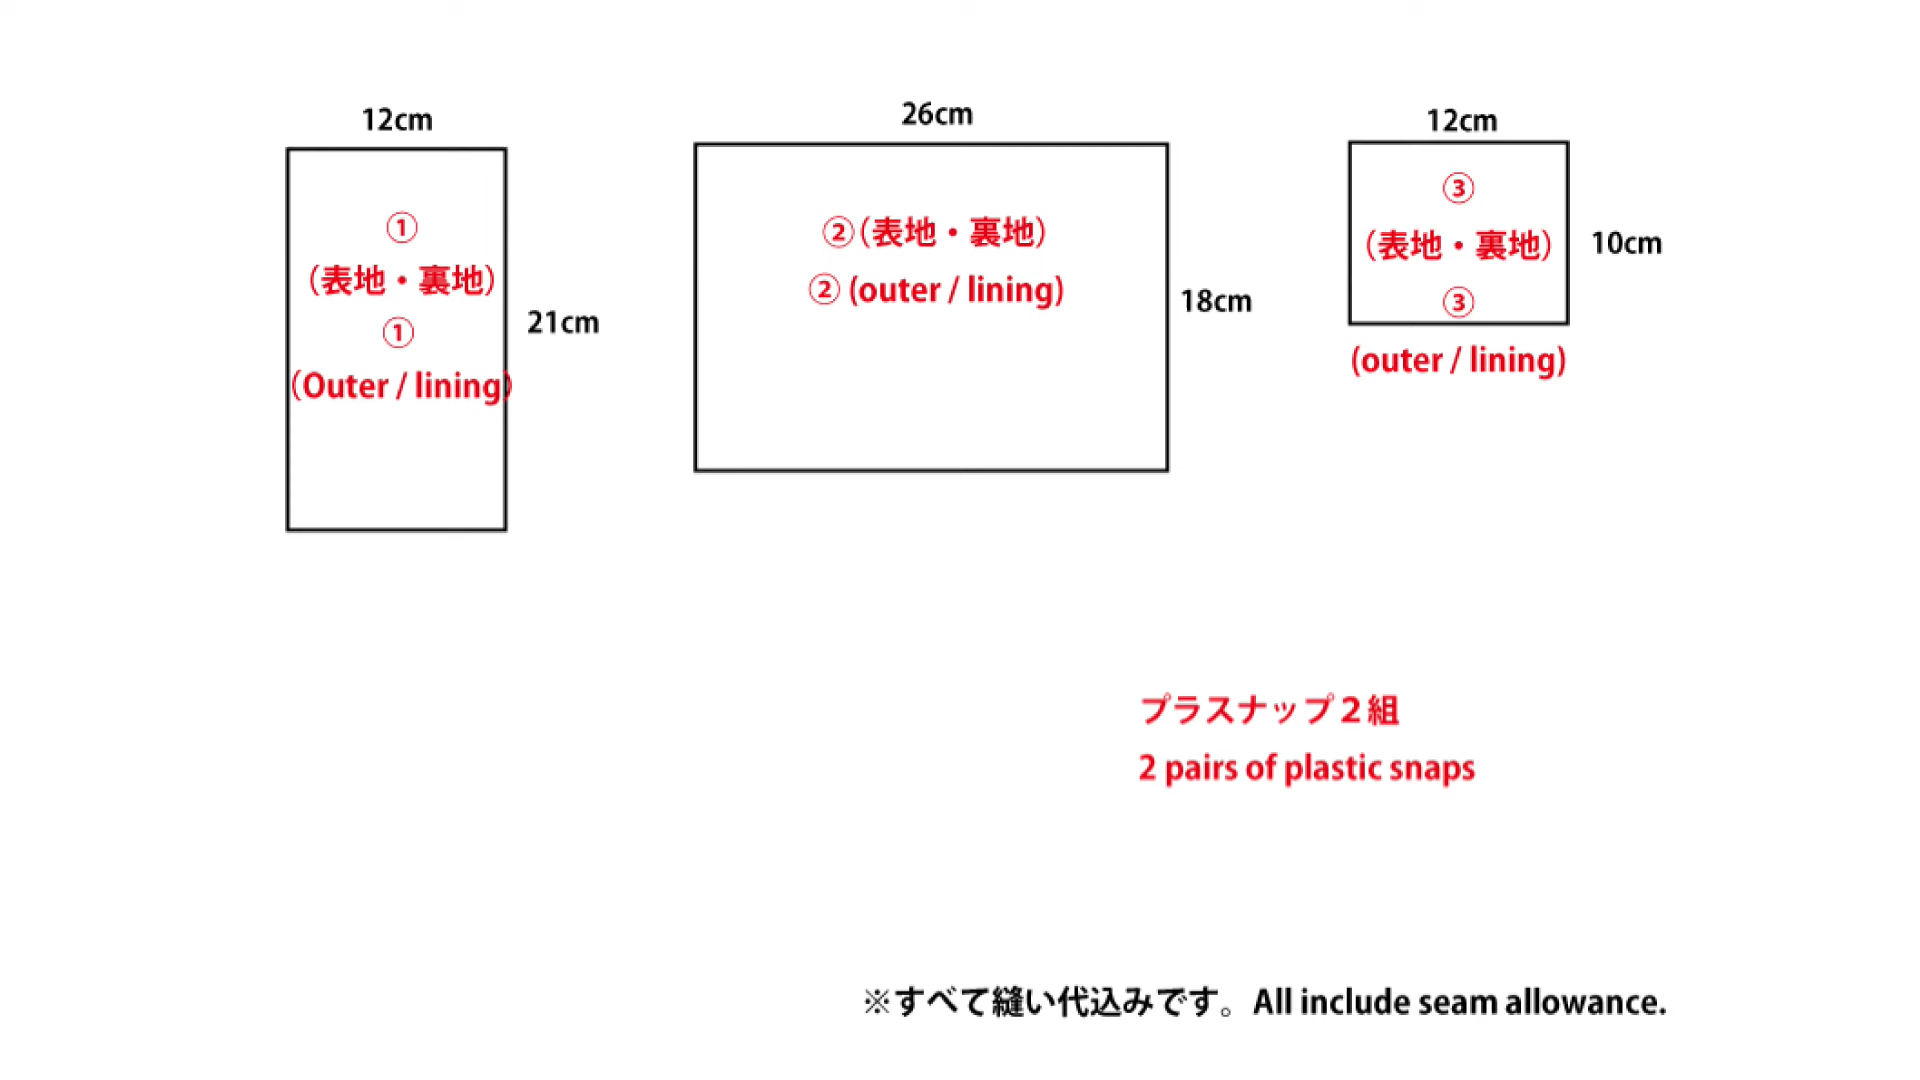 12cm
①
（表地・裏地）
①
（Outer / lining）
21cm
26cm
②（表地・裏地）
② (outer / lining)
18cm
12cm
③
（表地・裏地）
③
(outer / lining)
10cm
プラスナップ２組
2 pairs of plastic snaps
※すべて縫い代込みです。All include seam allowance.